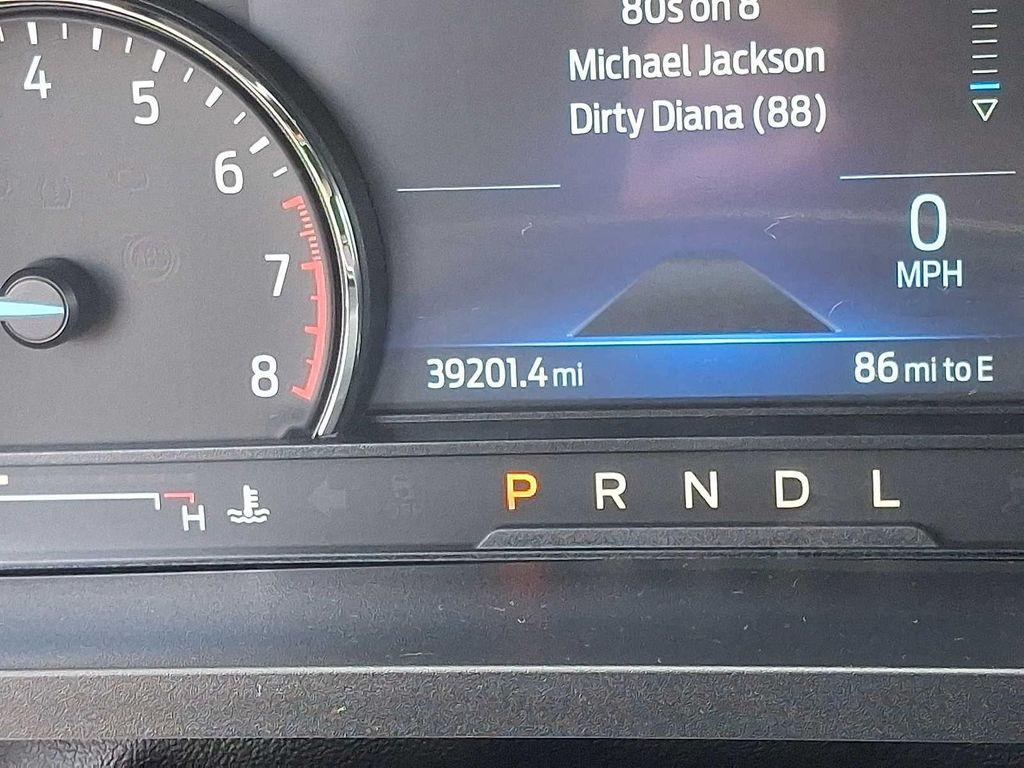 80s on 8
Michael Jackson
Dirty Diana (88)
4
5
6
7
8
0
MPH
39201.4 mi
86 mi to E
H
P R N D L